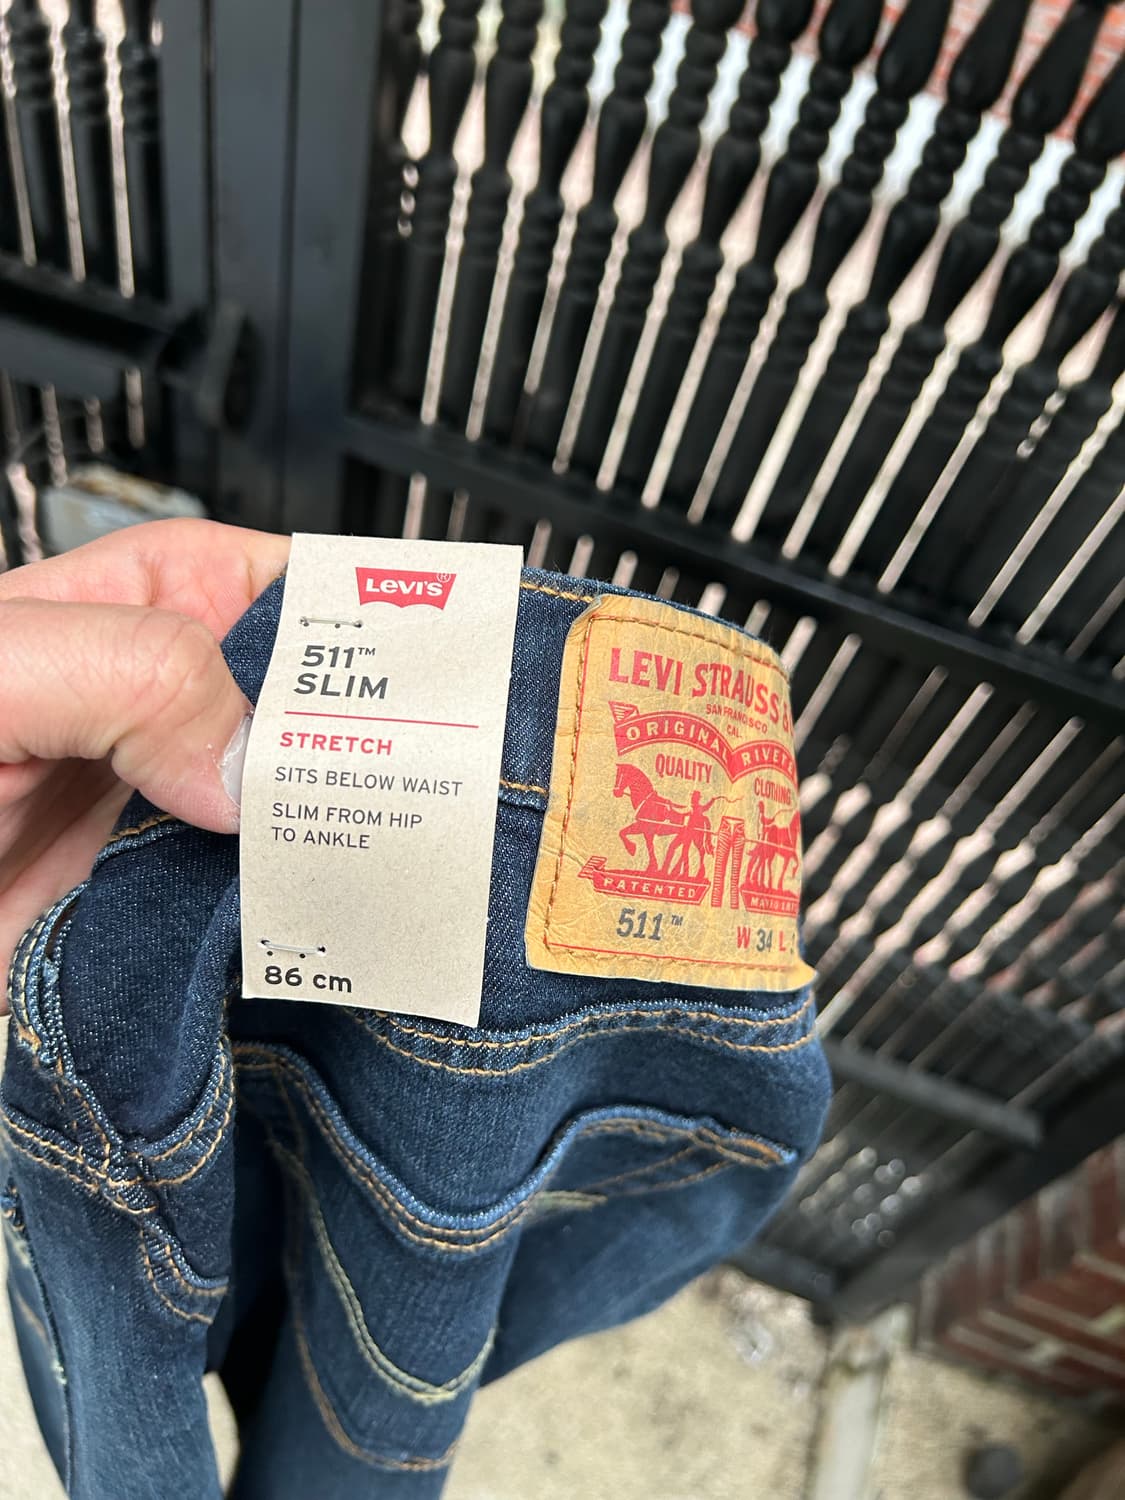 LEVI'S®
511™
SLIM
STRETCH
SITS BELOW WAIST
SLIM FROM HIP
TO ANKLE
86 cm
LEVI STRAUSS &
SAN FRANCISCO
CAL.
ORIGINAL
QUALITY
CLOTHING
PATENTED
511™
W 34 L